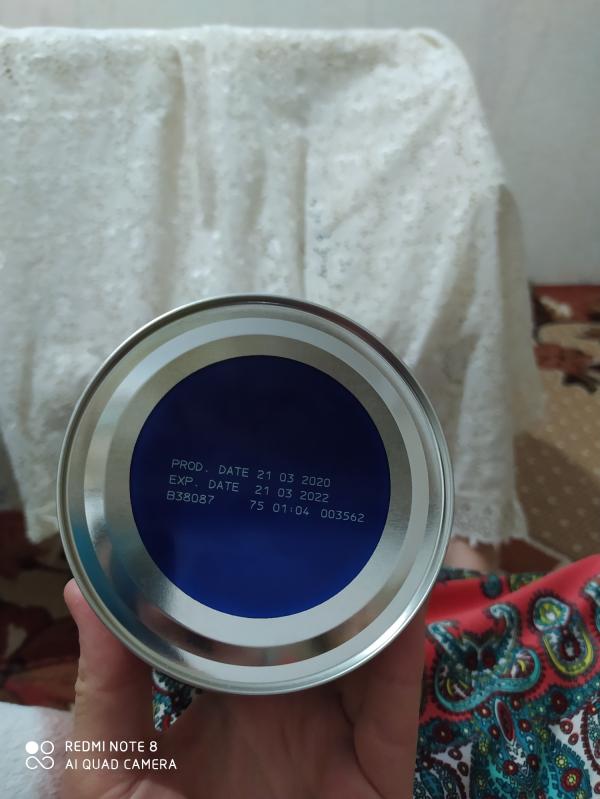 PROD. DATE 21 03 2020
EXP. DATE 21 03 2022
B38087 75 01:04 003562
REDMI NOTE 8
AI QUAD CAMERA